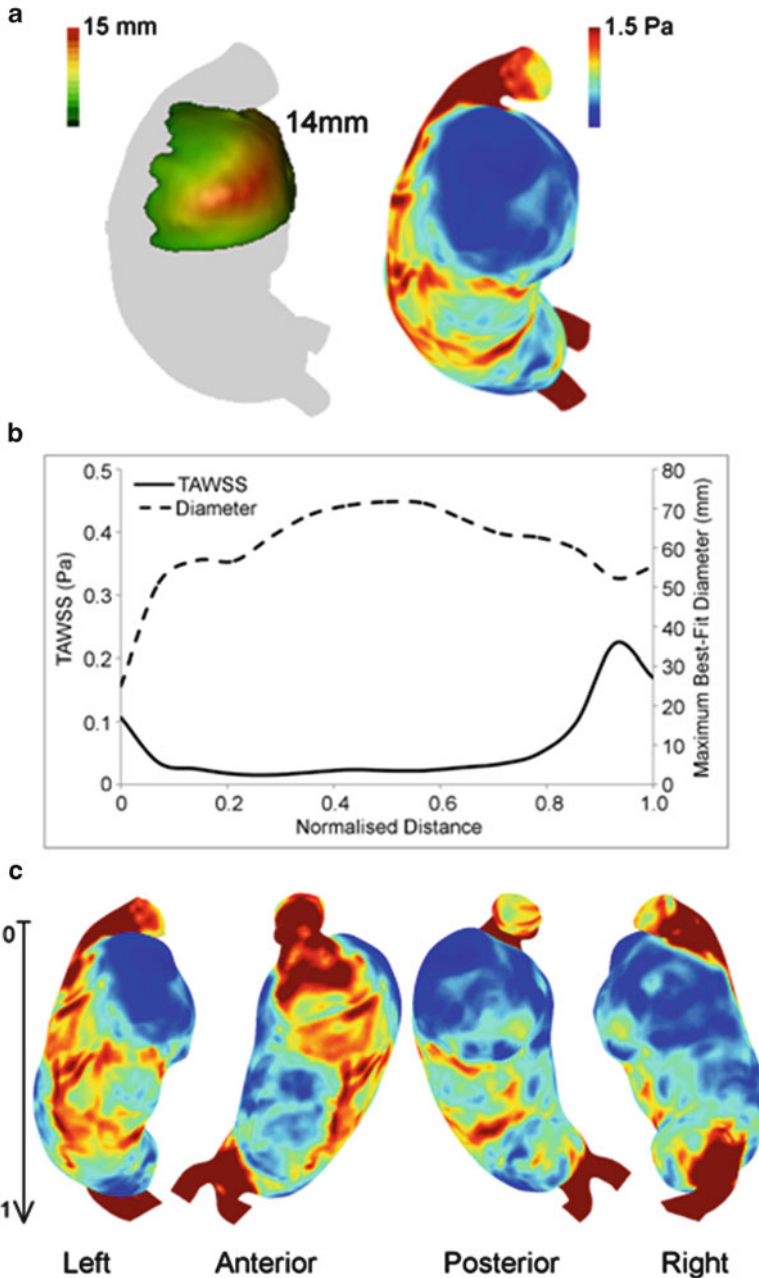 a
15 mm
14mm
1.5 Pa
b
TAWSS
Diameter
TAWSS (Pa)
0.5
0.4
0.3
0.2
0.1
0
80
70
60
50
40
30
20
10
0
Maximum Best-Fit Diameter (mm)
0 0.2 0.4 0.6 0.8 1.0
Normalised Distance
c
0
1
Left Anterior Posterior Right